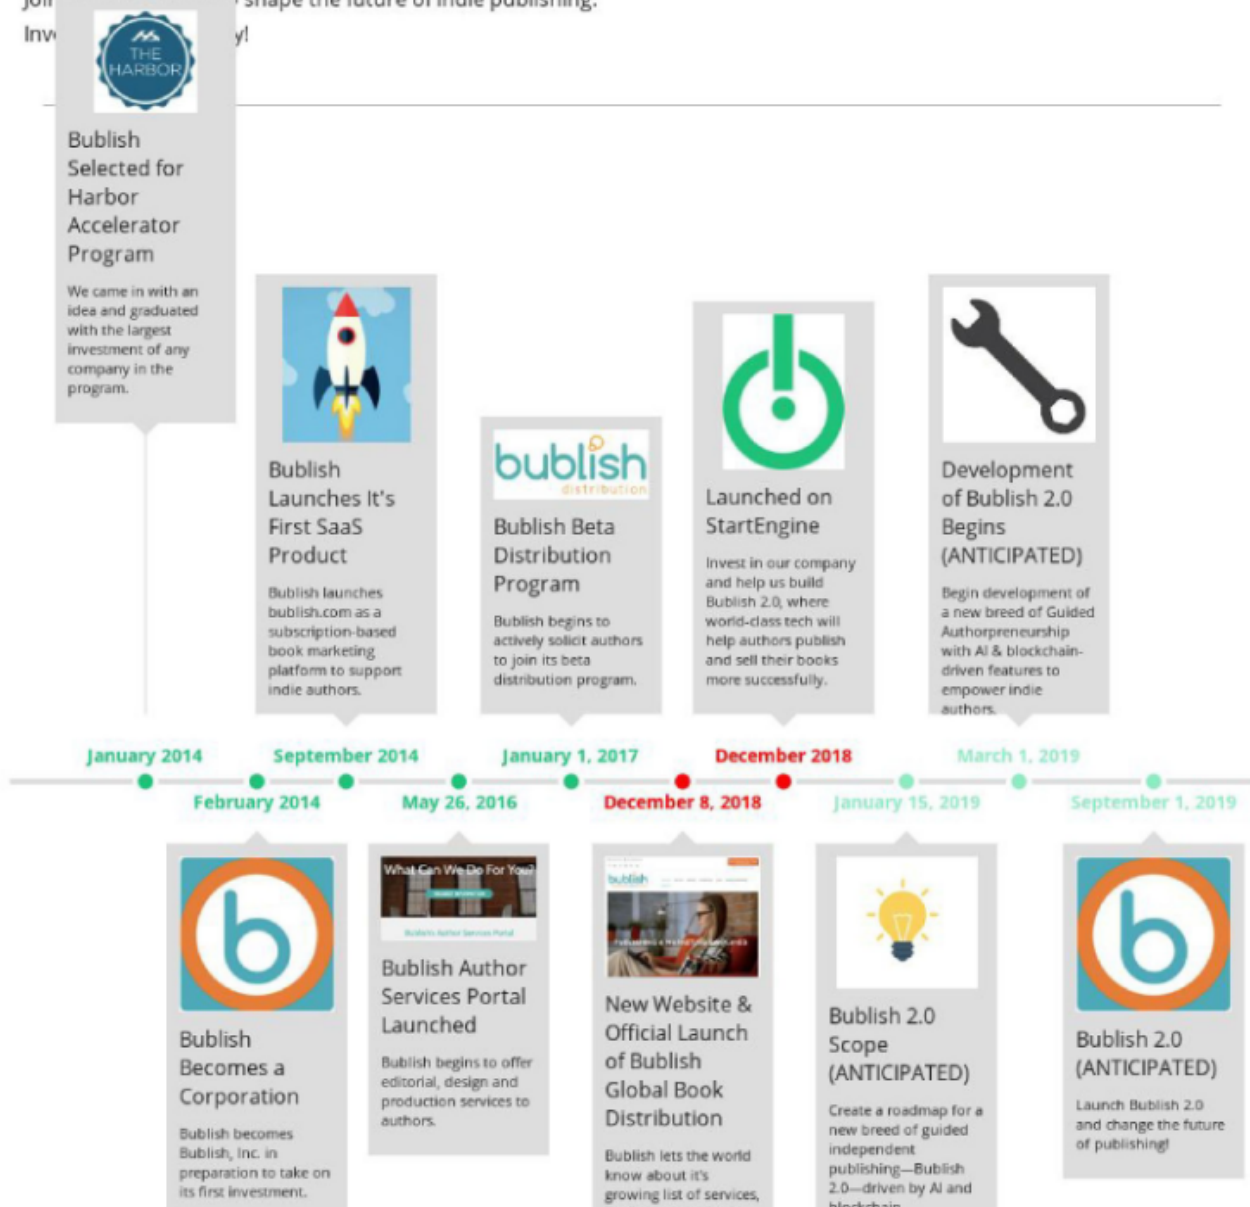 shape the future of indie publishing.
THE
HARBOR
Bublish
Selected for
Harbor
Accelerator
Program
We came in with an
idea and graduated
with the largest
investment of any
company in the
program.
Bublish
Launches It's
First SaaS
Product
Bublish launches
bublish.com as a
subscription-based
book marketing
platform to support
indie authors.
bublish
distribution
Bublish Beta
Distribution
Program
Bublish begins to
actively solicit authors
to join its beta
distribution program.
Launched on
StartEngine
Invest in our company
and help us build
Bublish 2.0, where
world-class tech will
help authors publish
and sell their books
more successfully.
Development
of Bublish 2.0
Begins
(ANTICIPATED)
Begin development of
a new breed of Guided
Authorpreneurship
with AI & blockchain-
driven features to
empower indie
authors.
January 2014
September 2014
January 1, 2017
December 2018
March 1, 2019
February 2014
May 26, 2016
December 8, 2018
January 15, 2019
September 1, 2019
b
Bublish
Becomes a
Corporation
Bublish becomes
Bublish, Inc. in
preparation to take on
its first investment.
What Can We Do For You?
Bublish's Author Services Portal
Bublish Author
Services Portal
Launched
Bublish begins to offer
editorial, design and
production services to
authors.
bublish
New Website &
Official Launch
of Bublish
Global Book
Distribution
Bublish lets the world
know about it's
growing list of services,
Bublish 2.0
Scope
(ANTICIPATED)
Create a roadmap for a
new breed of guided
independent
publishing—Bublish
2.0—driven by AI and
blockchain
b
Bublish 2.0
(ANTICIPATED)
Launch Bublish 2.0
and change the future
of publishing!